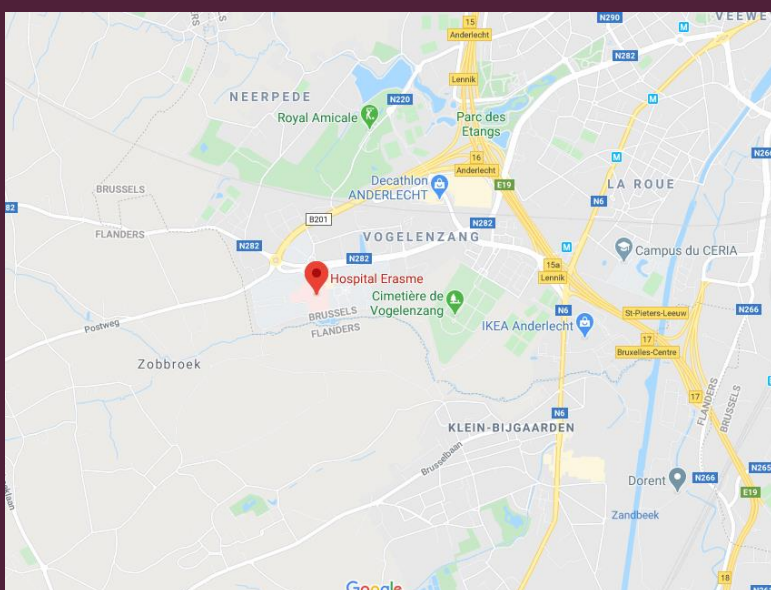 VEEWE
N290
15
Anderlecht
N282
Lennik
NEERPEDE
N220
Royal Amicale
Parc des
Etangs
16
Anderlecht
N266
Decathlon
ANDERLECHT
E19
LA ROUE
BRUSSELS
N6
82
B201
N282
FLANDERS
N282
VOGELENZANG
Campus du CERIA
N282
15a
Lennik
Hospital Erasme
Cimetière de
Vogelenzang
BRUSSELS
FLANDERS
N6
St-Pieters-Leeuw
N266
Postweg
IKEA Anderlecht
17
Bruxelles-Centre
Zobbroek
17
FLANDERS
BRUSSELS
N6
KLEIN-BIJGAARDEN
Brusselbaan
N265
N266
Dorent
E19
Zandbeek
18
Google